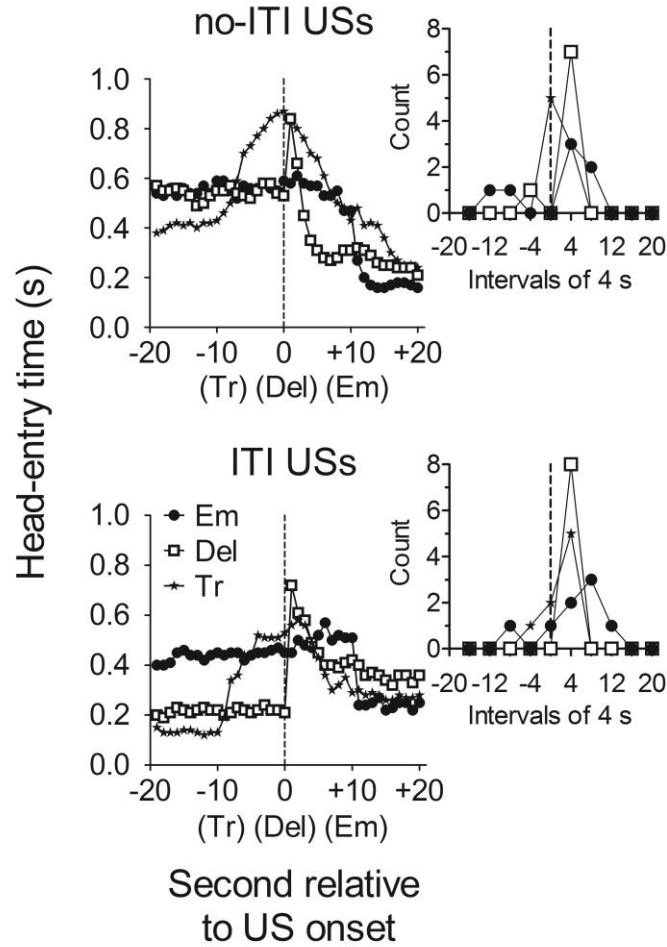 no-ITI USs
1.0
0.8
0.6
0.4
0.2
0.0
-20 -10 0 +10 +20
(Tr) (Del) (Em)
8
6
4
2
0
Count
-20 -12 -4 4 12 20
Intervals of 4 s
Head-entry time (s)
ITI USs
Em
Del
Tr
1.0
0.8
0.6
0.4
0.2
0.0
-20 -10 0 +10 +20
(Tr) (Del) (Em)
8
6
4
2
0
Count
-20 -12 -4 4 12 20
Intervals of 4 s
Second relative
to US onset